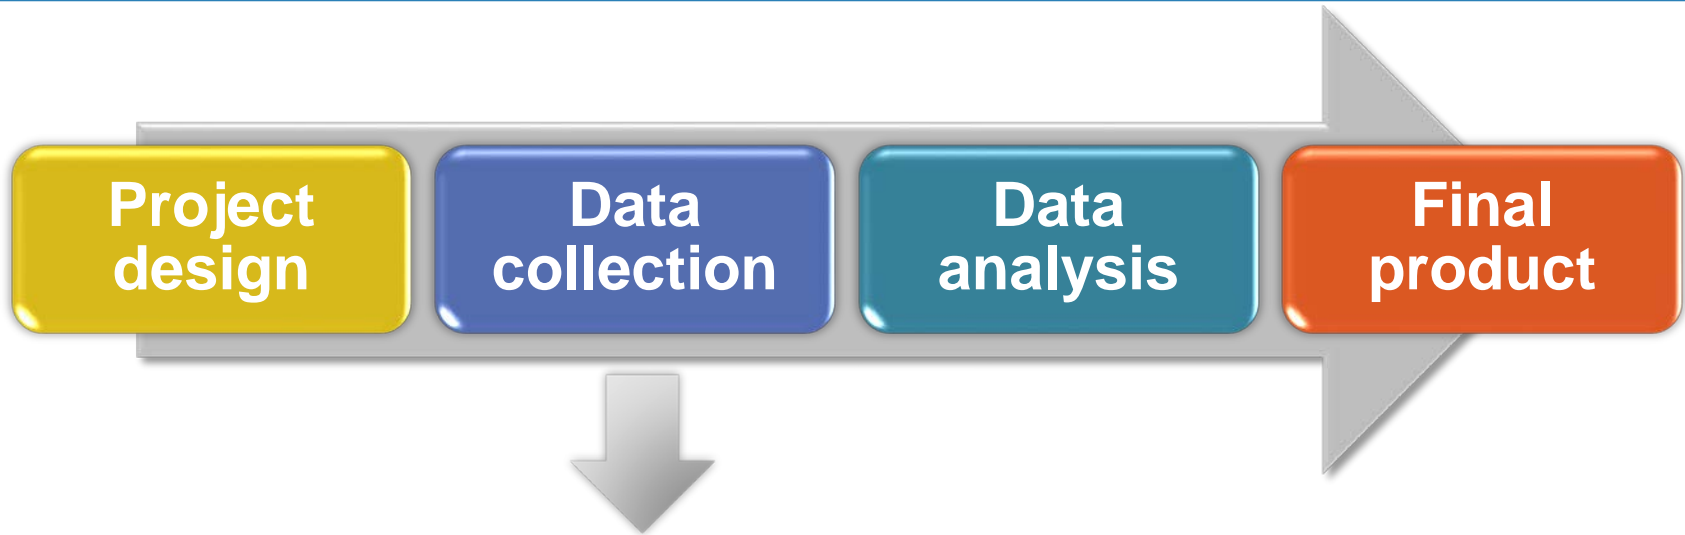 Project
design
Data
collection
Data
analysis
Final
product